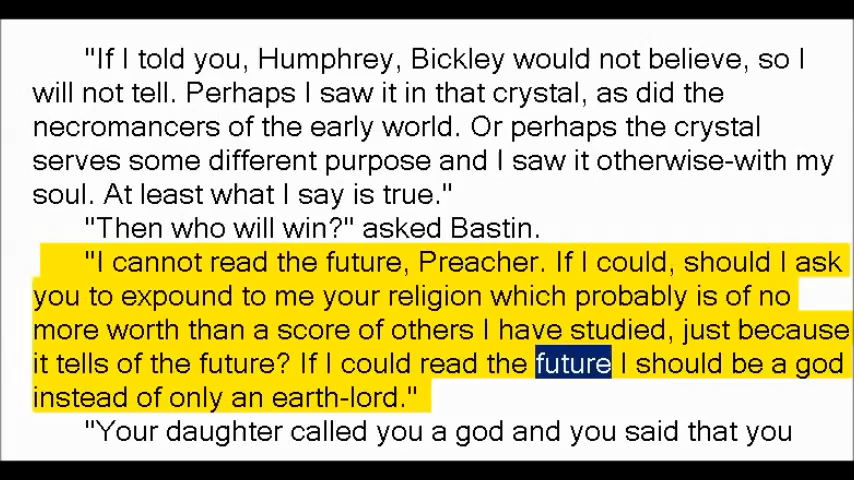 "If I told you, Humphrey, Bickley would not believe, so I
will not tell. Perhaps I saw it in that crystal, as did the
necromancers of the early world. Or perhaps the crystal
serves some different purpose and I saw it otherwise-with my
soul. At least what I say is true."
"Then who will win?" asked Bastin.
"I cannot read the future, Preacher. If I could, should I ask
you to expound to me your religion which probably is of no
more worth than a score of others I have studied, just because
it tells of the future? If I could read the future I should be a god
instead of only an earth-lord."
"Your daughter called you a god and you said that you